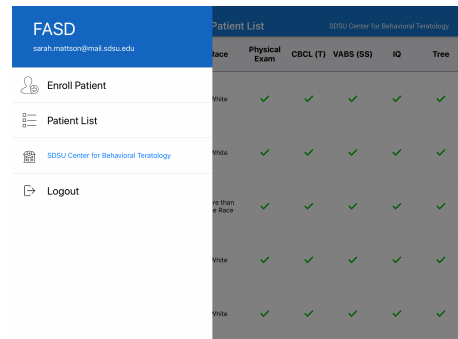 FASD
sarah.mattson@mail.sdsu.edu
Enroll Patient
Patient List
SDSU Center for Behavioral Teratology
Logout
Patient List
SDSU Center for Behavioral Teratology
Race Physical Exam CBCL (T) VABS (SS) IQ Tree
White
White
re than
e Race
White
White